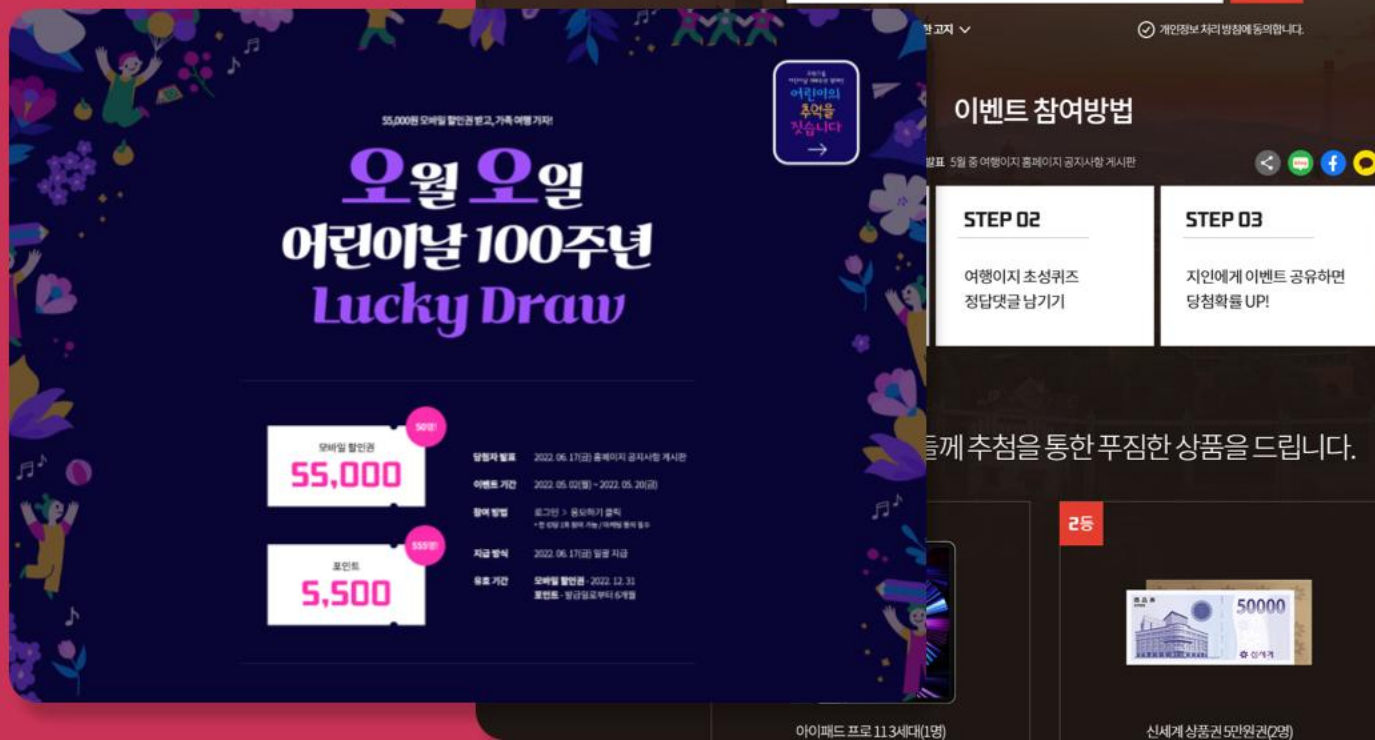 55,000원 모바일 할인권 받고, 가족 여행 가자!
오월 오일
어린이날 100주년
Lucky Draw
어린이의
추억을
짓습니다
50명!
모바일 할인권
55,000
555명!
포인트
5,500
당첨자 발표 2022. 06. 17(금) 홈페이지 공지사항 게시판
이벤트 기간 2022. 05. 02(월) ~ 2022. 05. 20(금)
참여 방법 로그인 > 응모하기 클릭
지급 방식 2022. 06. 17(금) 일괄 지급
유효 기간 모바일 할인권 - 2022. 12. 31
포인트 - 발급일로부터 6개월
한 고지
개인정보 처리 방침에 동의합니다.
이벤트 참여방법
발표 5월 중 여행이지 홈페이지 공지사항 게시판
STEP 02
여행이지 초성퀴즈
정답댓글 남기기
STEP 03
지인에게 이벤트 공유하면
당첨확률 UP!
들께 추첨을 통한 푸짐한 상품을 드립니다.
아이패드 프로 11 3세대(1명)
2등
50000
신세계
신세계 상품권 5만원권(2명)